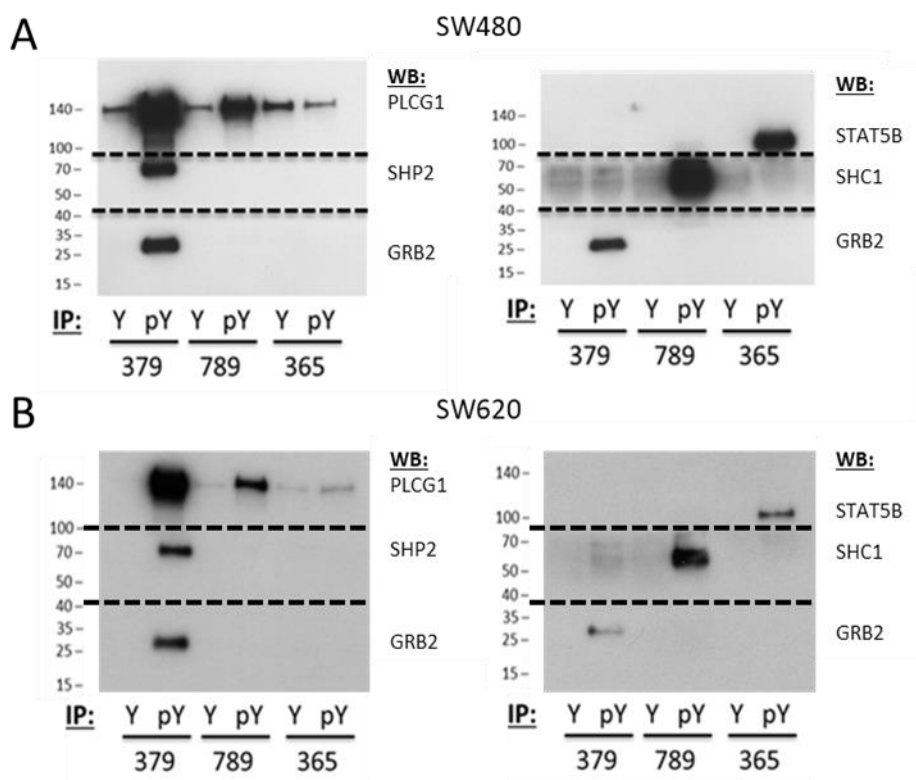 A
SW480
WB:
140 – PLCG1
100 –
70 – SHP2
50 –
40 –
35 –
25 – GRB2
15 –
IP: Y pY Y pY Y pY
379 789 365
WB:
140 –
100 – STAT5B
70 – SHC1
50 –
40 –
35 –
25 – GRB2
15 –
IP: Y pY Y pY Y pY
379 789 365
B
SW620
WB:
140 – PLCG1
100 –
70 – SHP2
50 –
40 –
35 –
25 – GRB2
15 –
IP: Y pY Y pY Y pY
379 789 365
WB:
140 –
100 – STAT5B
70 – SHC1
50 –
40 –
35 –
25 – GRB2
15 –
IP: Y pY Y pY Y pY
379 789 365